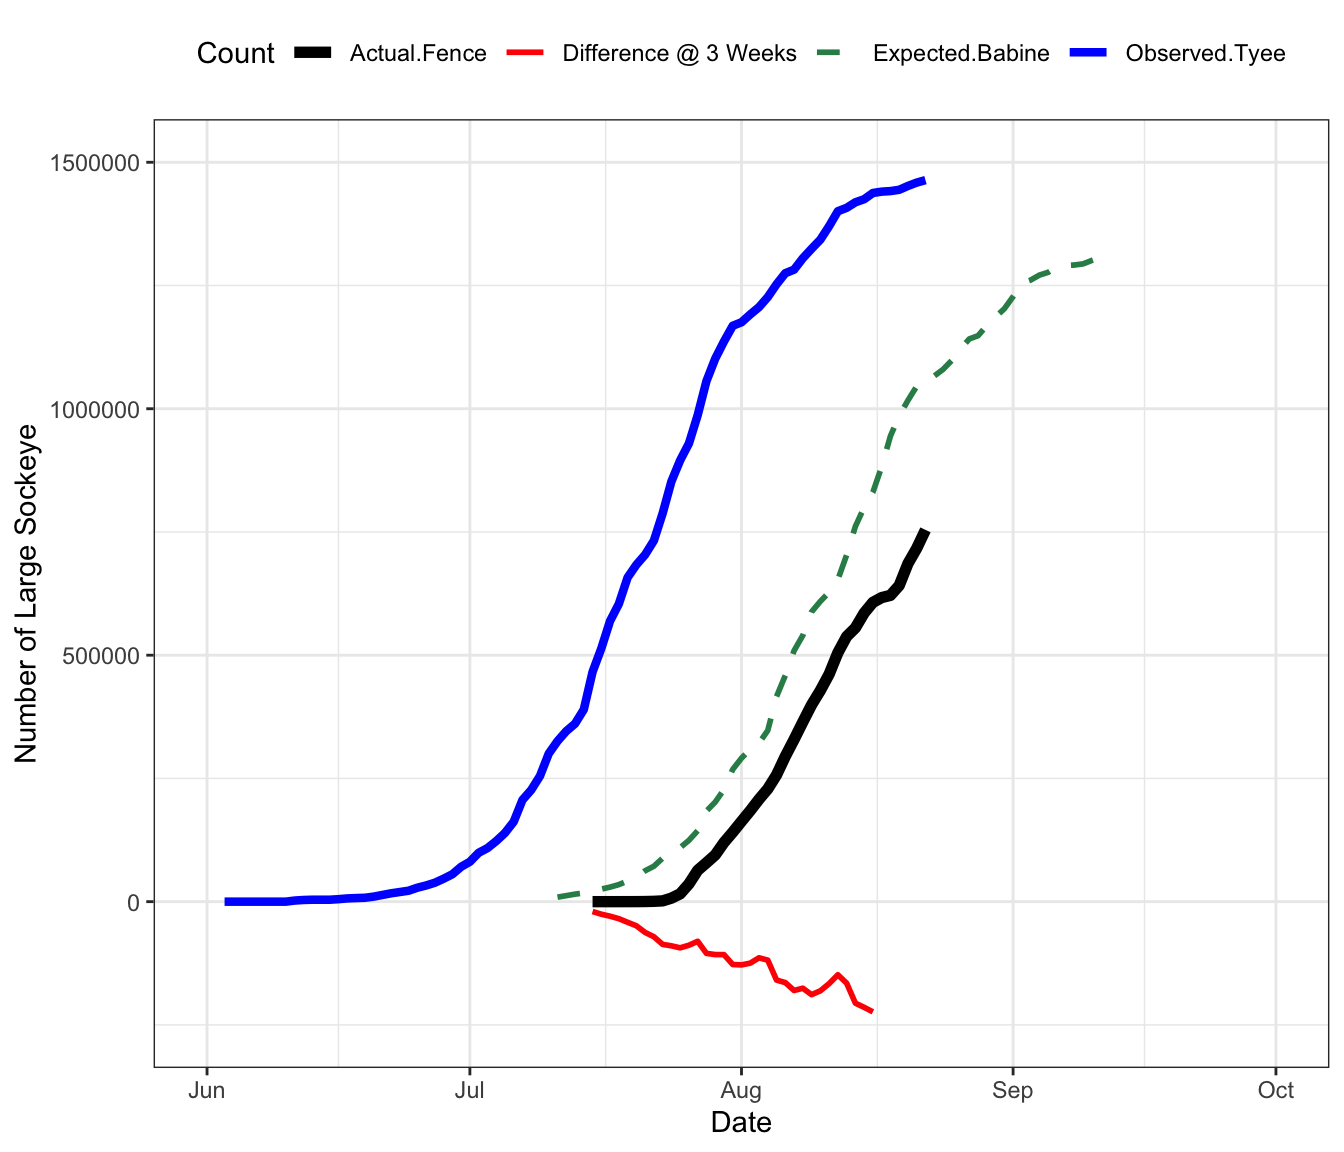 Count Actual.Fence Difference @ 3 Weeks Expected.Babine Observed.Tyee
1500000
1000000
500000
0
Number of Large Sockeye
Jun Jul Aug Sep Oct
Date